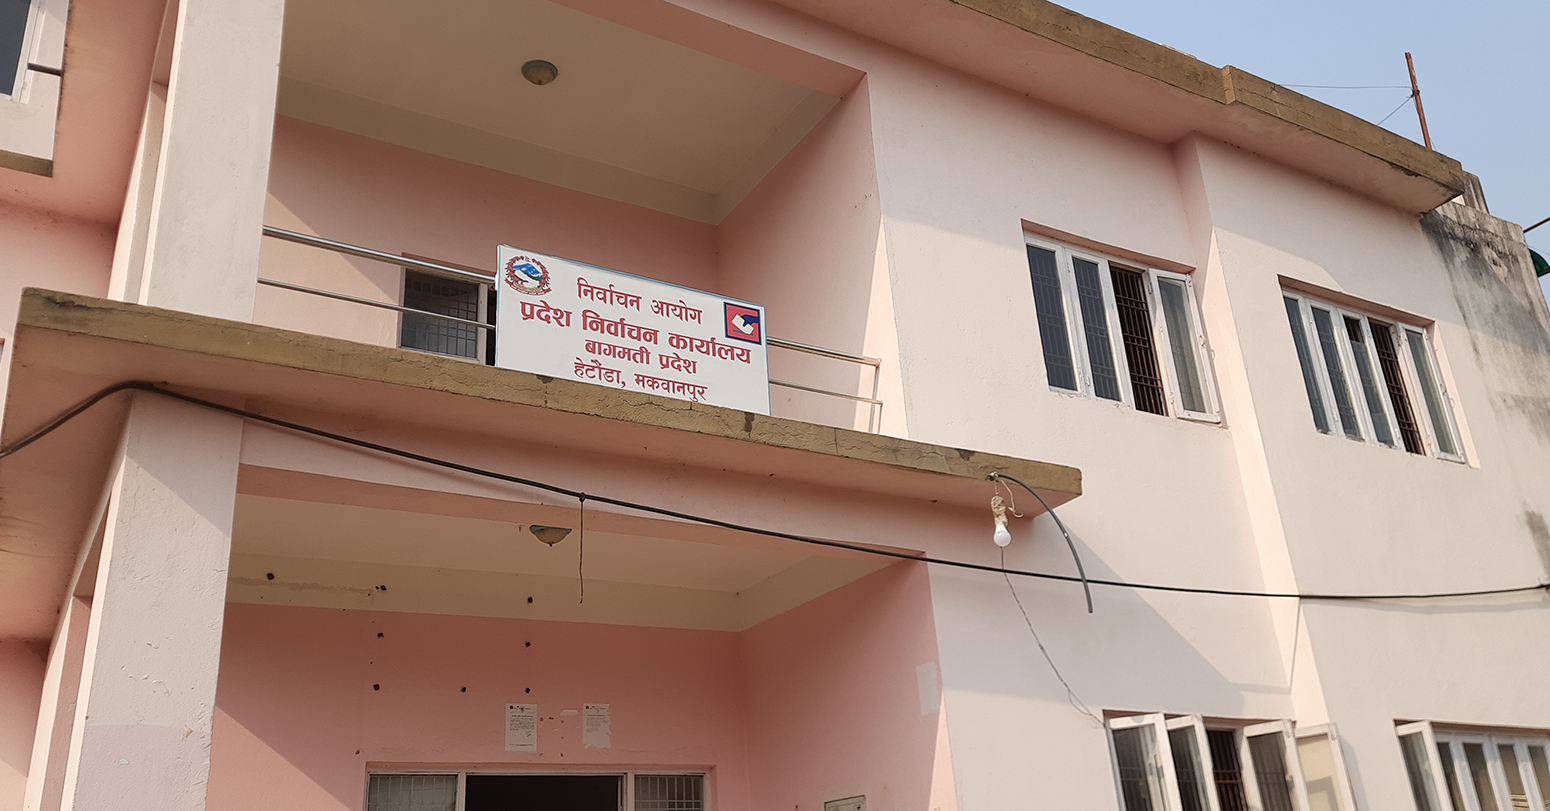 निर्वाचन आयोग
प्रदेश निर्वाचन कार्यालय
बागमती प्रदेश
हेटौडा, मकवानपुर